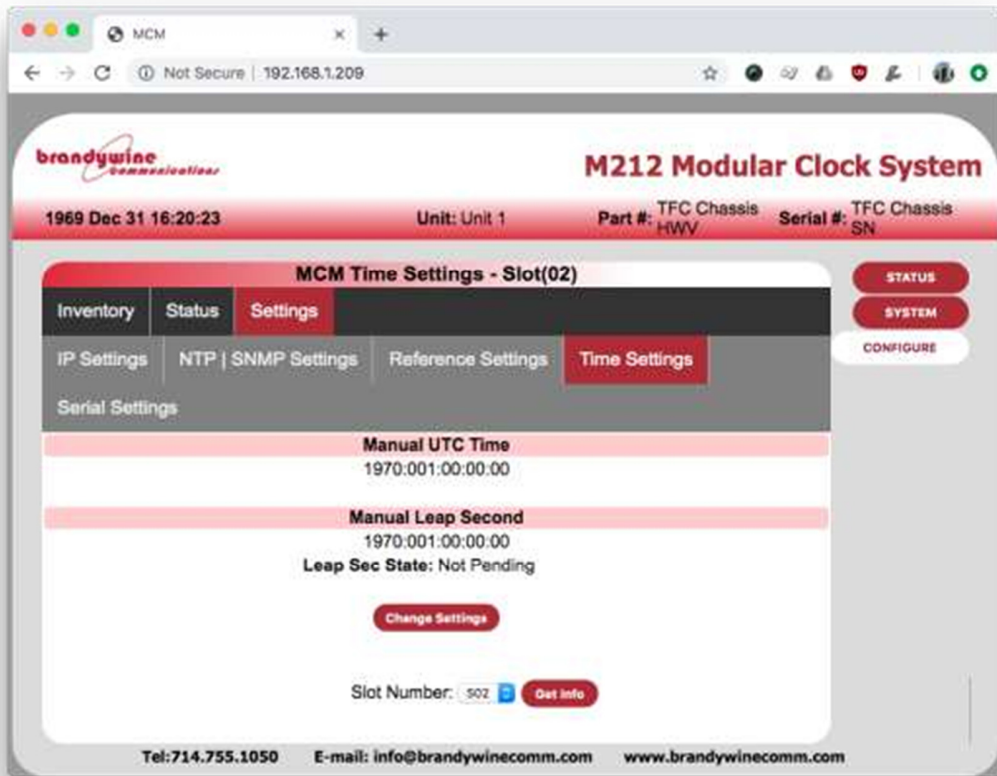 MCM
Not Secure | 192.168.1.209
brandywine
communications
M212 Modular Clock System
1969 Dec 31 16:20:23 Unit: Unit 1 Part #: TFC Chassis HWV Serial #: TFC Chassis SN
MCM Time Settings - Slot(02)
STATUS
Inventory Status Settings
SYSTEM
IP Settings NTP | SNMP Settings Reference Settings Time Settings
CONFIGURE
Serial Settings
Manual UTC Time
1970:001:00:00:00
Manual Leap Second
1970:001:00:00:00
Leap Sec State: Not Pending
Change Settings
Slot Number: S02 Get Info
Tel:714.755.1050 E-mail: info@brandywinecomm.com www.brandywinecomm.com